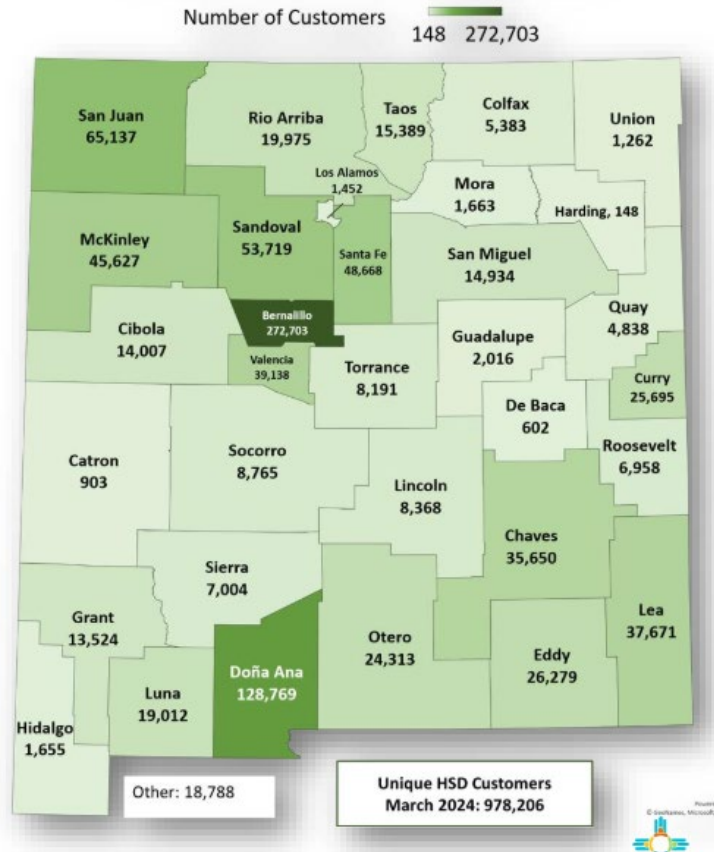 Number of Customers
148 272,703
San Juan
65,137
Rio Arriba
19,975
Taos
15,389
Colfax
5,383
Union
1,262
Los Alamos
1,452
Mora
1,663
Harding, 148
McKinley
45,627
Sandoval
53,719
Santa Fe
48,668
San Miguel
14,934
Quay
4,838
Cibola
14,007
Bernalillo
272,703
Valencia
39,138
Torrance
8,191
Guadalupe
2,016
Curry
25,695
De Baca
602
Roosevelt
6,958
Catron
903
Socorro
8,765
Lincoln
8,368
Chaves
35,650
Sierra
7,004
Lea
37,671
Grant
13,524
Otero
24,313
Eddy
26,279
Doña Ana
128,769
Luna
19,012
Hidalgo
1,655
Other: 18,788
Unique HSD Customers
March 2024: 978,206
© GeoNames, Microsoft,